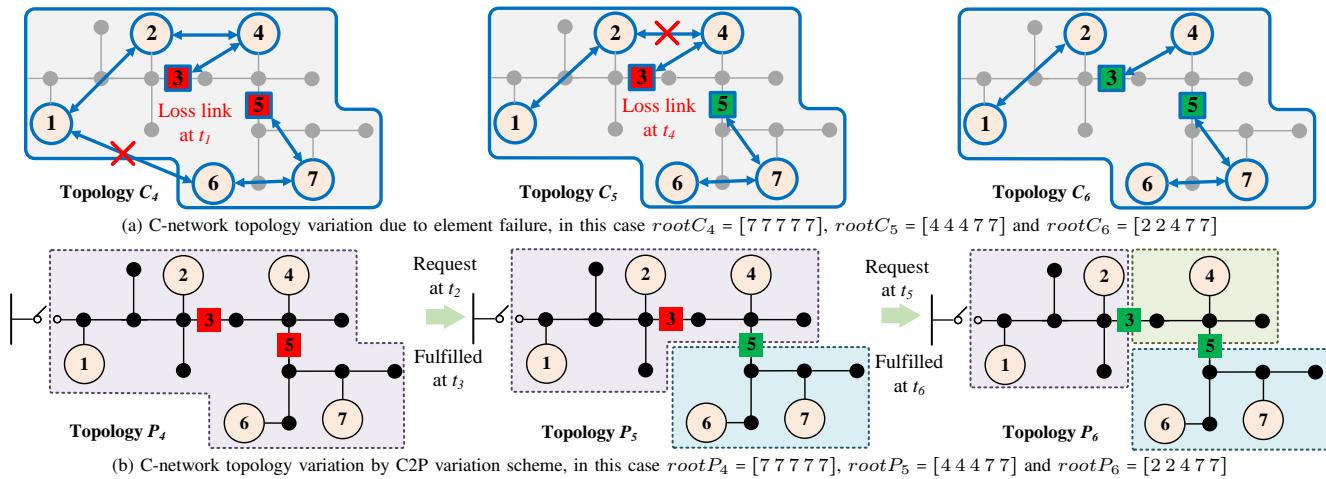 2
4
3
5
1
6
7
Loss link
at t1
Topology C4
2
4
3
5
1
6
7
Loss link
at t4
Topology C5
2
4
3
5
1
6
7
Topology C6
(a) C-network topology variation due to element failure, in this case rootC4 = [7 7 7 7 7], rootC5 = [4 4 4 7 7] and rootC6 = [2 2 4 7 7]
2
4
3
5
1
6
7
Topology P4
Request
at t2
Fulfilled
at t3
2
4
3
5
1
6
7
Topology P5
Request
at t5
Fulfilled
at t6
2
4
3
5
1
6
7
Topology P6
(b) C-network topology variation by C2P variation scheme, in this case rootP4 = [7 7 7 7 7], rootP5 = [4 4 4 7 7] and rootP6 = [2 2 4 7 7]